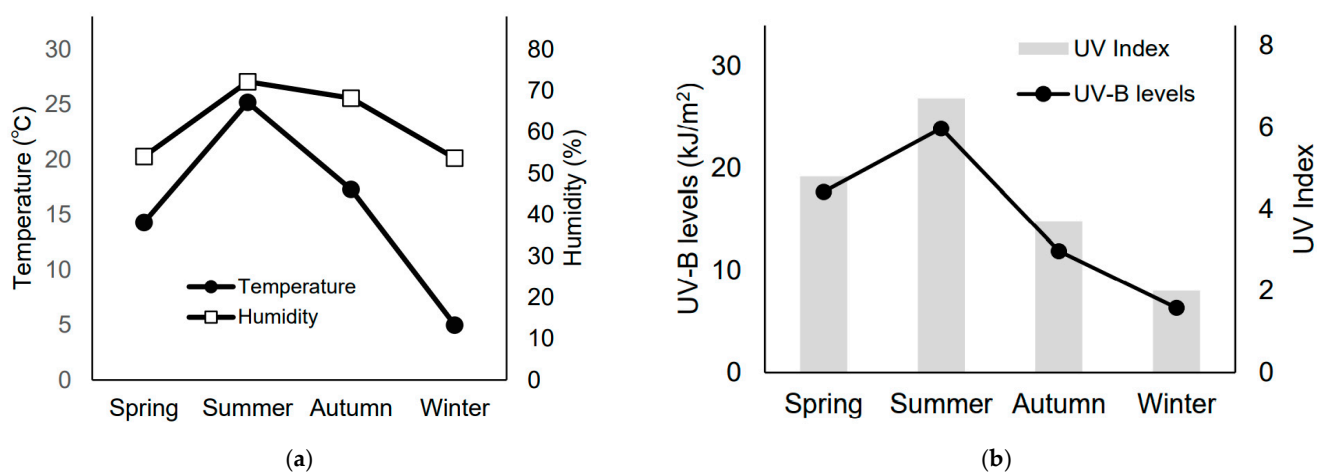 30
25
20
15
10
5
0
Temperature (℃)
80
70
60
50
40
30
20
10
0
Humidity (%)
Temperature
Humidity
Spring Summer Autumn Winter
(a)
30
20
10
0
UV-B levels (kJ/m²)
8
6
4
2
0
UV Index
UV Index
UV-B levels
Spring Summer Autumn Winter
(b)